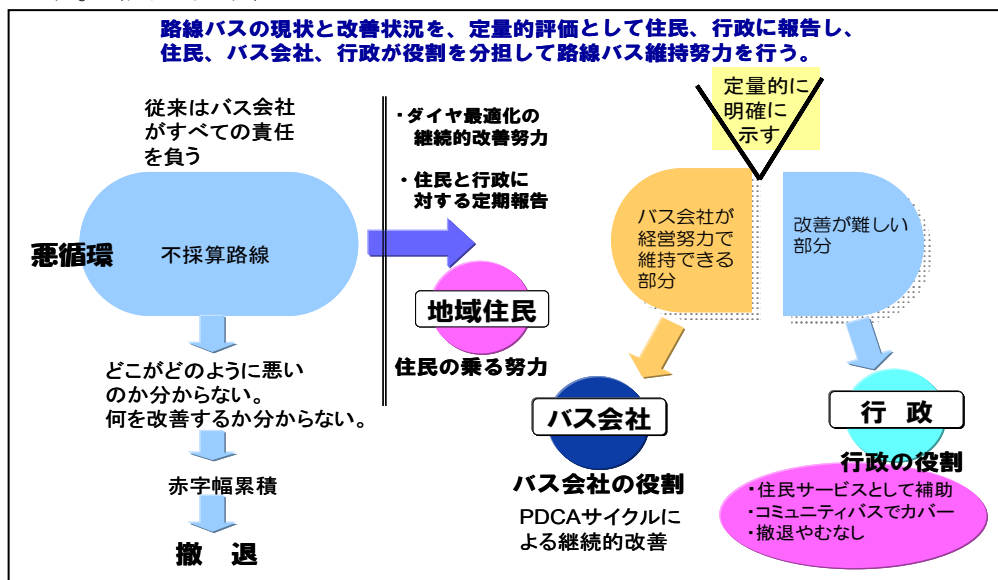 路線バスの現状と改善状況を、定量的評価として住民、行政に報告し、
住民、バス会社、行政が役割を分担して路線バス維持努力を行う。
従来はバス会社
がすべての責任
を負う
悪循環
不採算路線
どこがどのように悪い
のか分からない。
何を改善するか分からない。
赤字幅累積
撤 退
・ダイヤ最適化の
継続的改善努力
・住民と行政に
対する定期報告
地域住民
住民の乗る努力
定量的に
明確に
示す
バス会社が
経営努力で
維持できる
部分
改善が難しい
部分
バス会社
バス会社の役割
PDCAサイクルに
よる継続的改善
行 政
行政の役割
・住民サービスとして補助
・コミュニティバスでカバー
・撤退やむなし